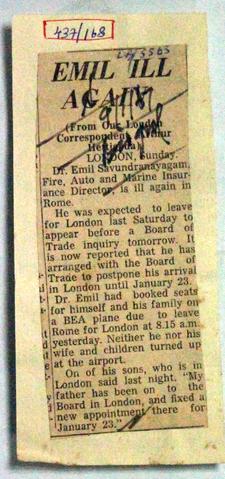 437/168
EMIL ILL
AGAIN
(From Our London
Correspondent
LONDON, Sunday.
Dr. Emil Savundranayagam,
Fire, Auto and Marine Insur-
ance Director, is ill again in
Rome.
He was expected to leave
for London last Saturday to
appear before a Board of
Trade inquiry tomorrow. It
is now reported that he has
arranged with the Board of
Trade to postpone his arrival
in London until January 23.
Dr. Emil had booked seats
for himself and his family on
a BEA plane due to leave
Rome for London at 8.15 a.m.
yesterday. Neither he nor his
wife and children turned up
at the airport.
On of his sons, who is in
London said last night. "My
father has been on to the
Board in London, and fixed a
new appointment there for
January 23."